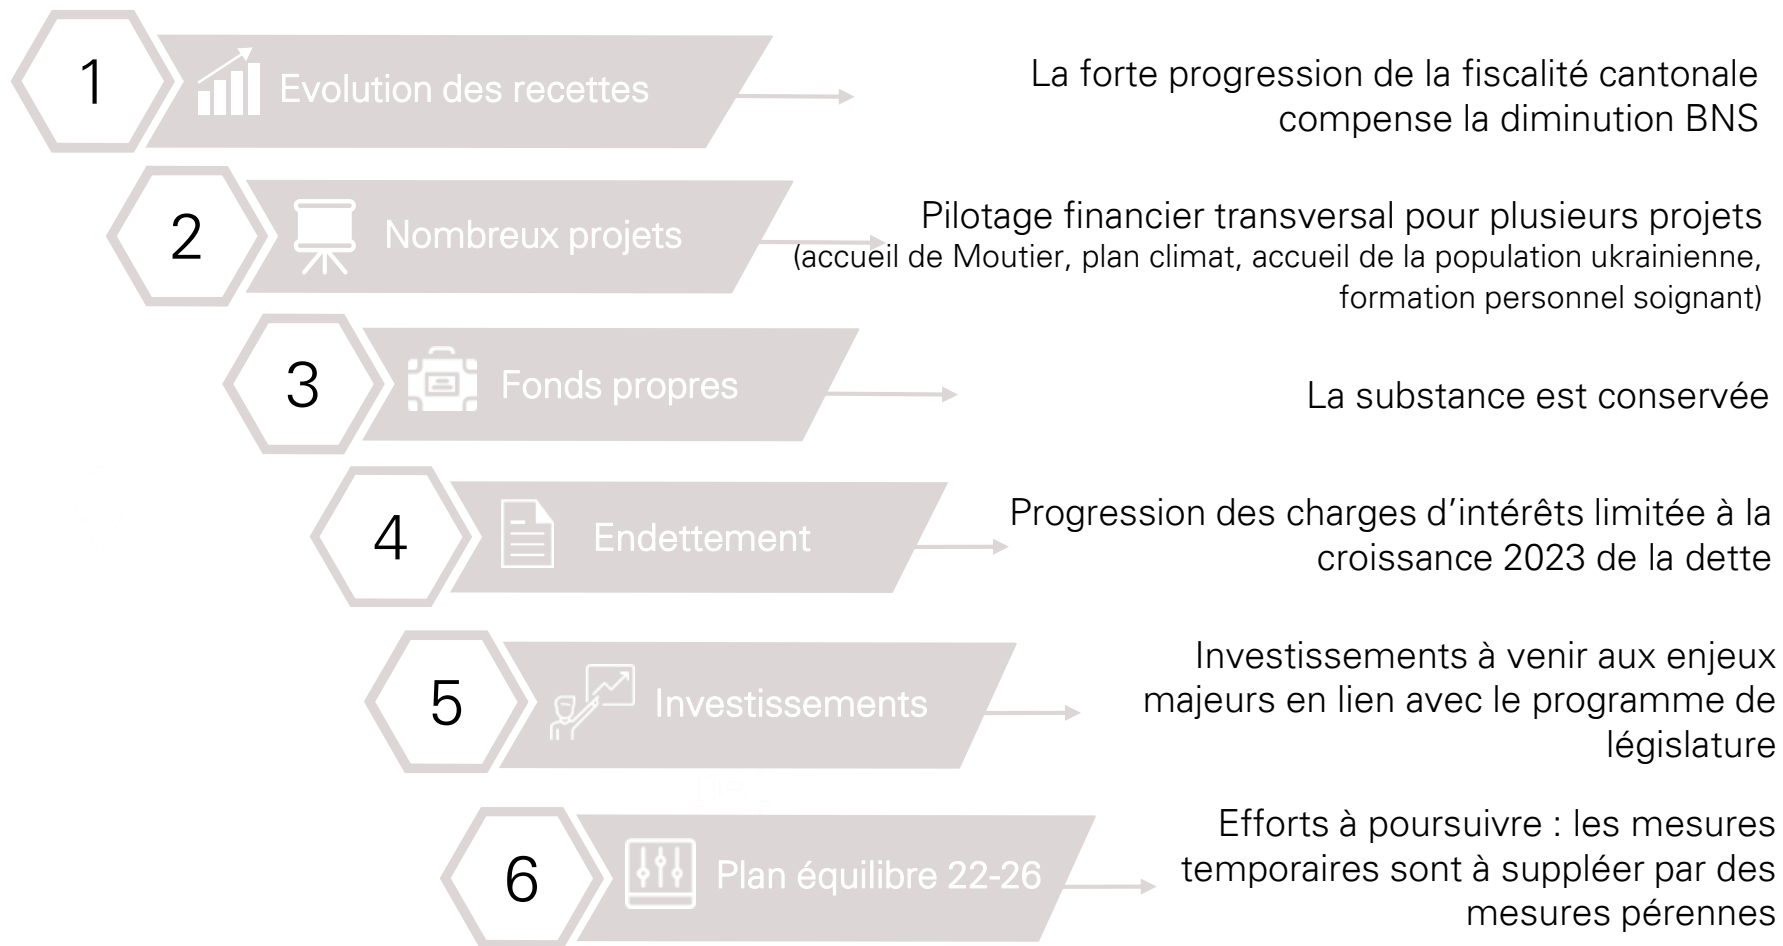 1
Evolution des recettes
La forte progression de la fiscalité cantonale
compense la diminution BNS
2
Nombreux projets
Pilotage financier transversal pour plusieurs projets
(accueil de Moutier, plan climat, accueil de la population ukrainienne,
formation personnel soignant)
3
Fonds propres
La substance est conservée
4
Endettement
Progression des charges d’intérêts limitée à la
croissance 2023 de la dette
5
Investissements
Investissements à venir aux enjeux
majeurs en lien avec le programme de
législature
6
Plan équilibre 22-26
Efforts à poursuivre : les mesures
temporaires sont à suppléer par des
mesures pérennes